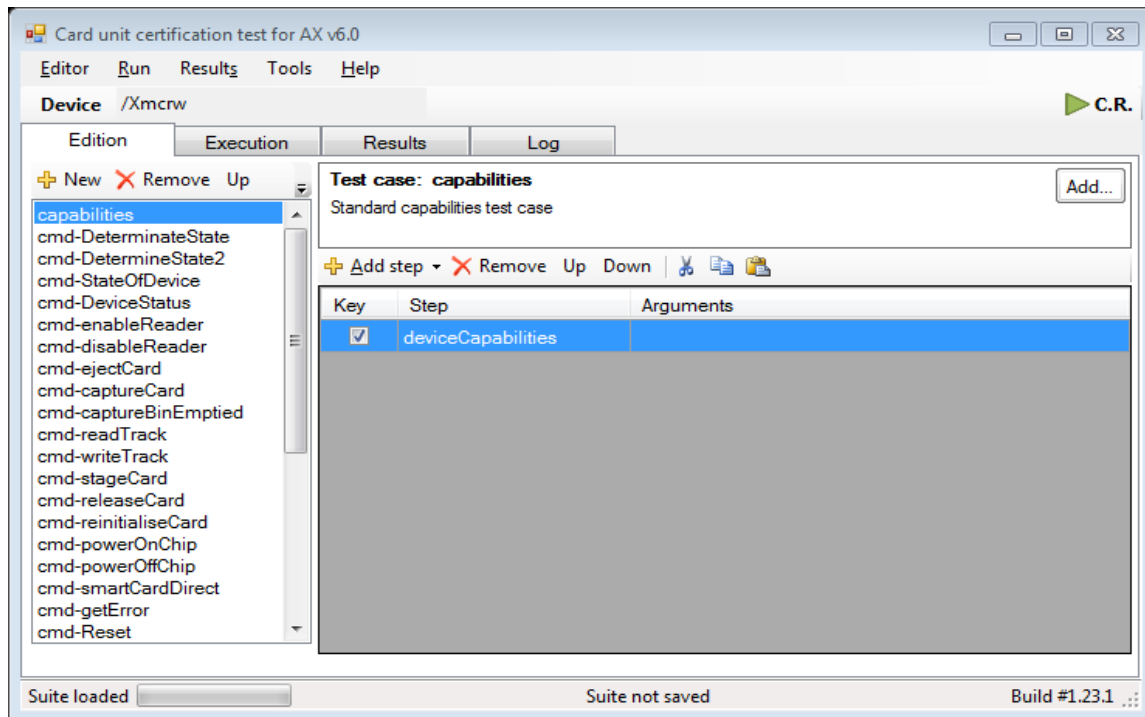 Card unit certification test for AX v6.0
Editor Run Results Tools Help
Device /Xmcrw C.R.
Edition Execution Results Log
New Remove Up
capabilities
cmd-DeterminateState
cmd-DetermineState2
cmd-StateOfDevice
cmd-DeviceStatus
cmd-enableReader
cmd-disableReader
cmd-ejectCard
cmd-captureCard
cmd-captureBinEmptied
cmd-readTrack
cmd-writeTrack
cmd-stageCard
cmd-releaseCard
cmd-reinitialiseCard
cmd-powerOnChip
cmd-powerOffChip
cmd-smartCardDirect
cmd-getError
cmd-Reset
Test case: capabilities
Add...
Standard capabilities test case
Add step Remove Up Down
Key Step Arguments
deviceCapabilities
Suite loaded Suite not saved Build #1.23.1